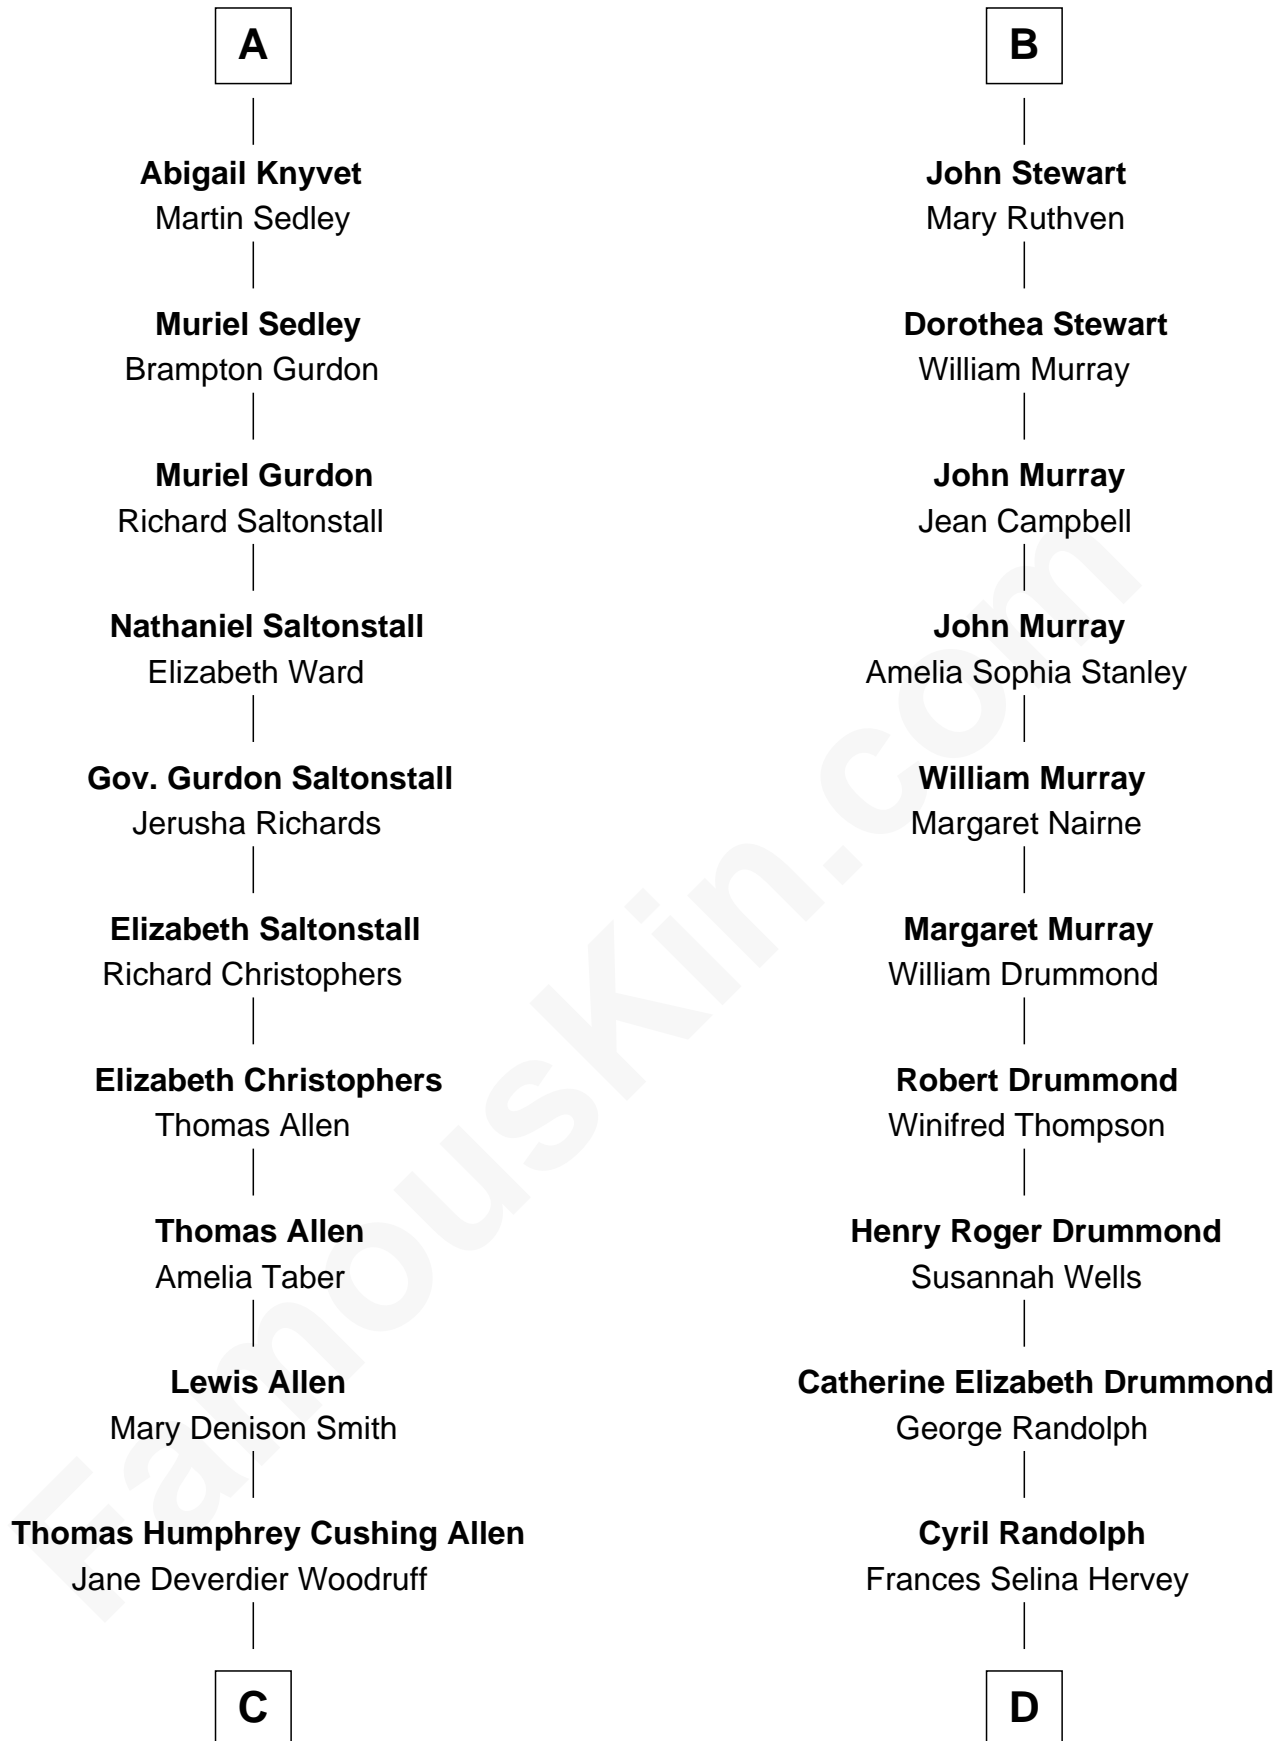 A
Abigail Knyvet
Martin Sedley
Muriel Sedley
Brampton Gurdon
Muriel Gurdon
Richard Saltonstall
Nathaniel Saltonstall
Elizabeth Ward
Gov. Gurdon Saltonstall
Jerusha Richards
Elizabeth Saltonstall
Richard Christophers
Elizabeth Christophers
Thomas Allen
Thomas Allen
Amelia Taber
Lewis Allen
Mary Denison Smith
Thomas Humphrey Cushing Allen
Jane Deverdier Woodruff
C
B
John Stewart
Mary Ruthven
Dorothea Stewart
William Murray
John Murray
Jean Campbell
John Murray
Amelia Sophia Stanley
William Murray
Margaret Nairne
Margaret Murray
William Drummond
Robert Drummond
Winifred Thompson
Henry Roger Drummond
Susannah Wells
Catherine Elizabeth Drummond
George Randolph
Cyril Randolph
Frances Selina Hervey
D
FamousKin.com